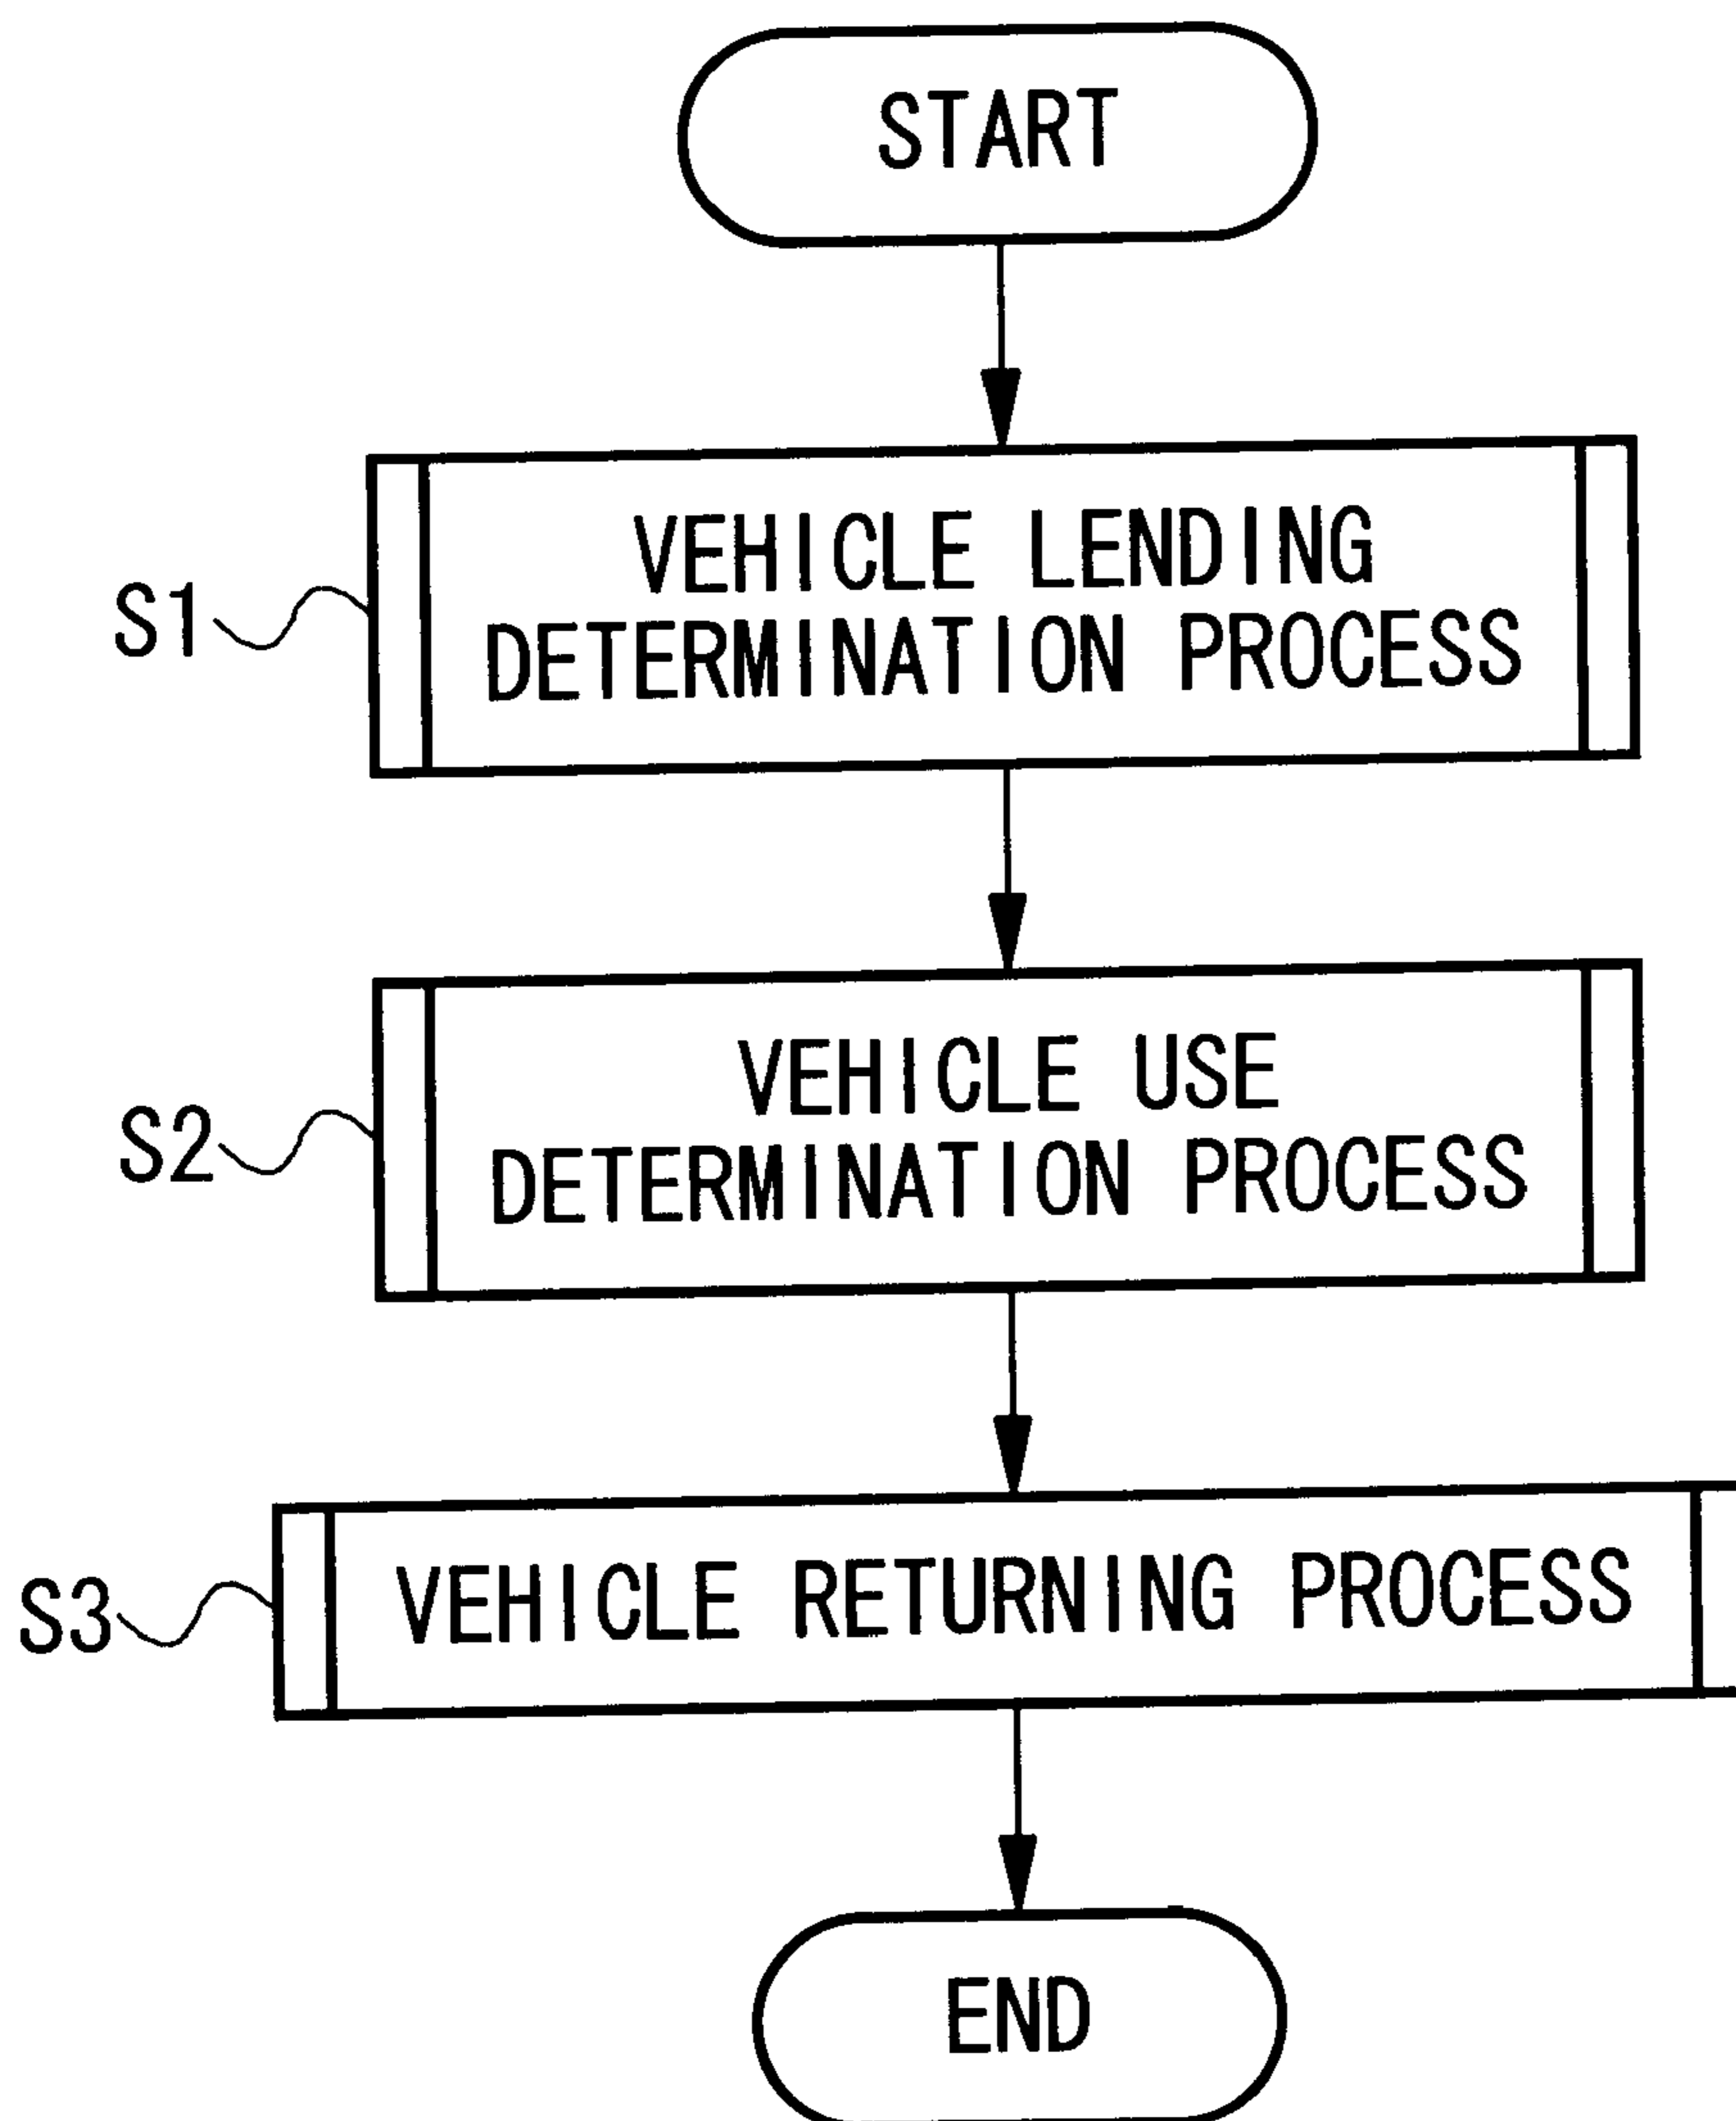 START
VEHICLE LENDING
DETERMINATION PROCESS
S1
VEHICLE USE
DETERMINATION PROCESS
S2
VEHICLE RETURNING PROCESS
S3
END